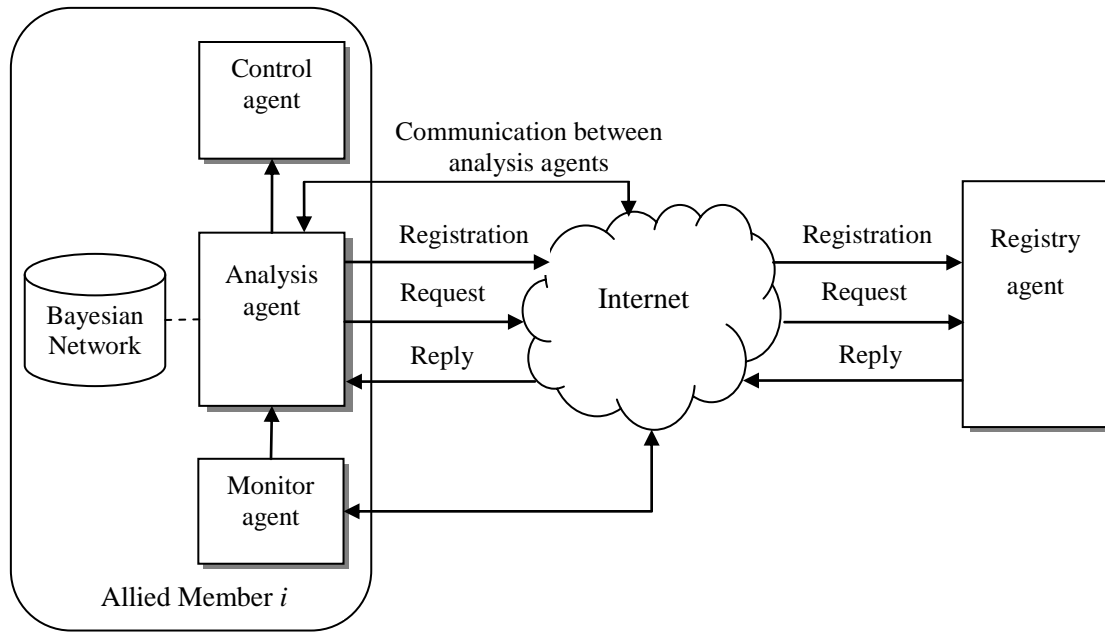 Control
agent
Communication between
analysis agents
Registration
Registration
Registry
agent
Analysis
agent
Request
Internet
Request
Bayesian
Network
Reply
Reply
Monitor
agent
Allied Member i